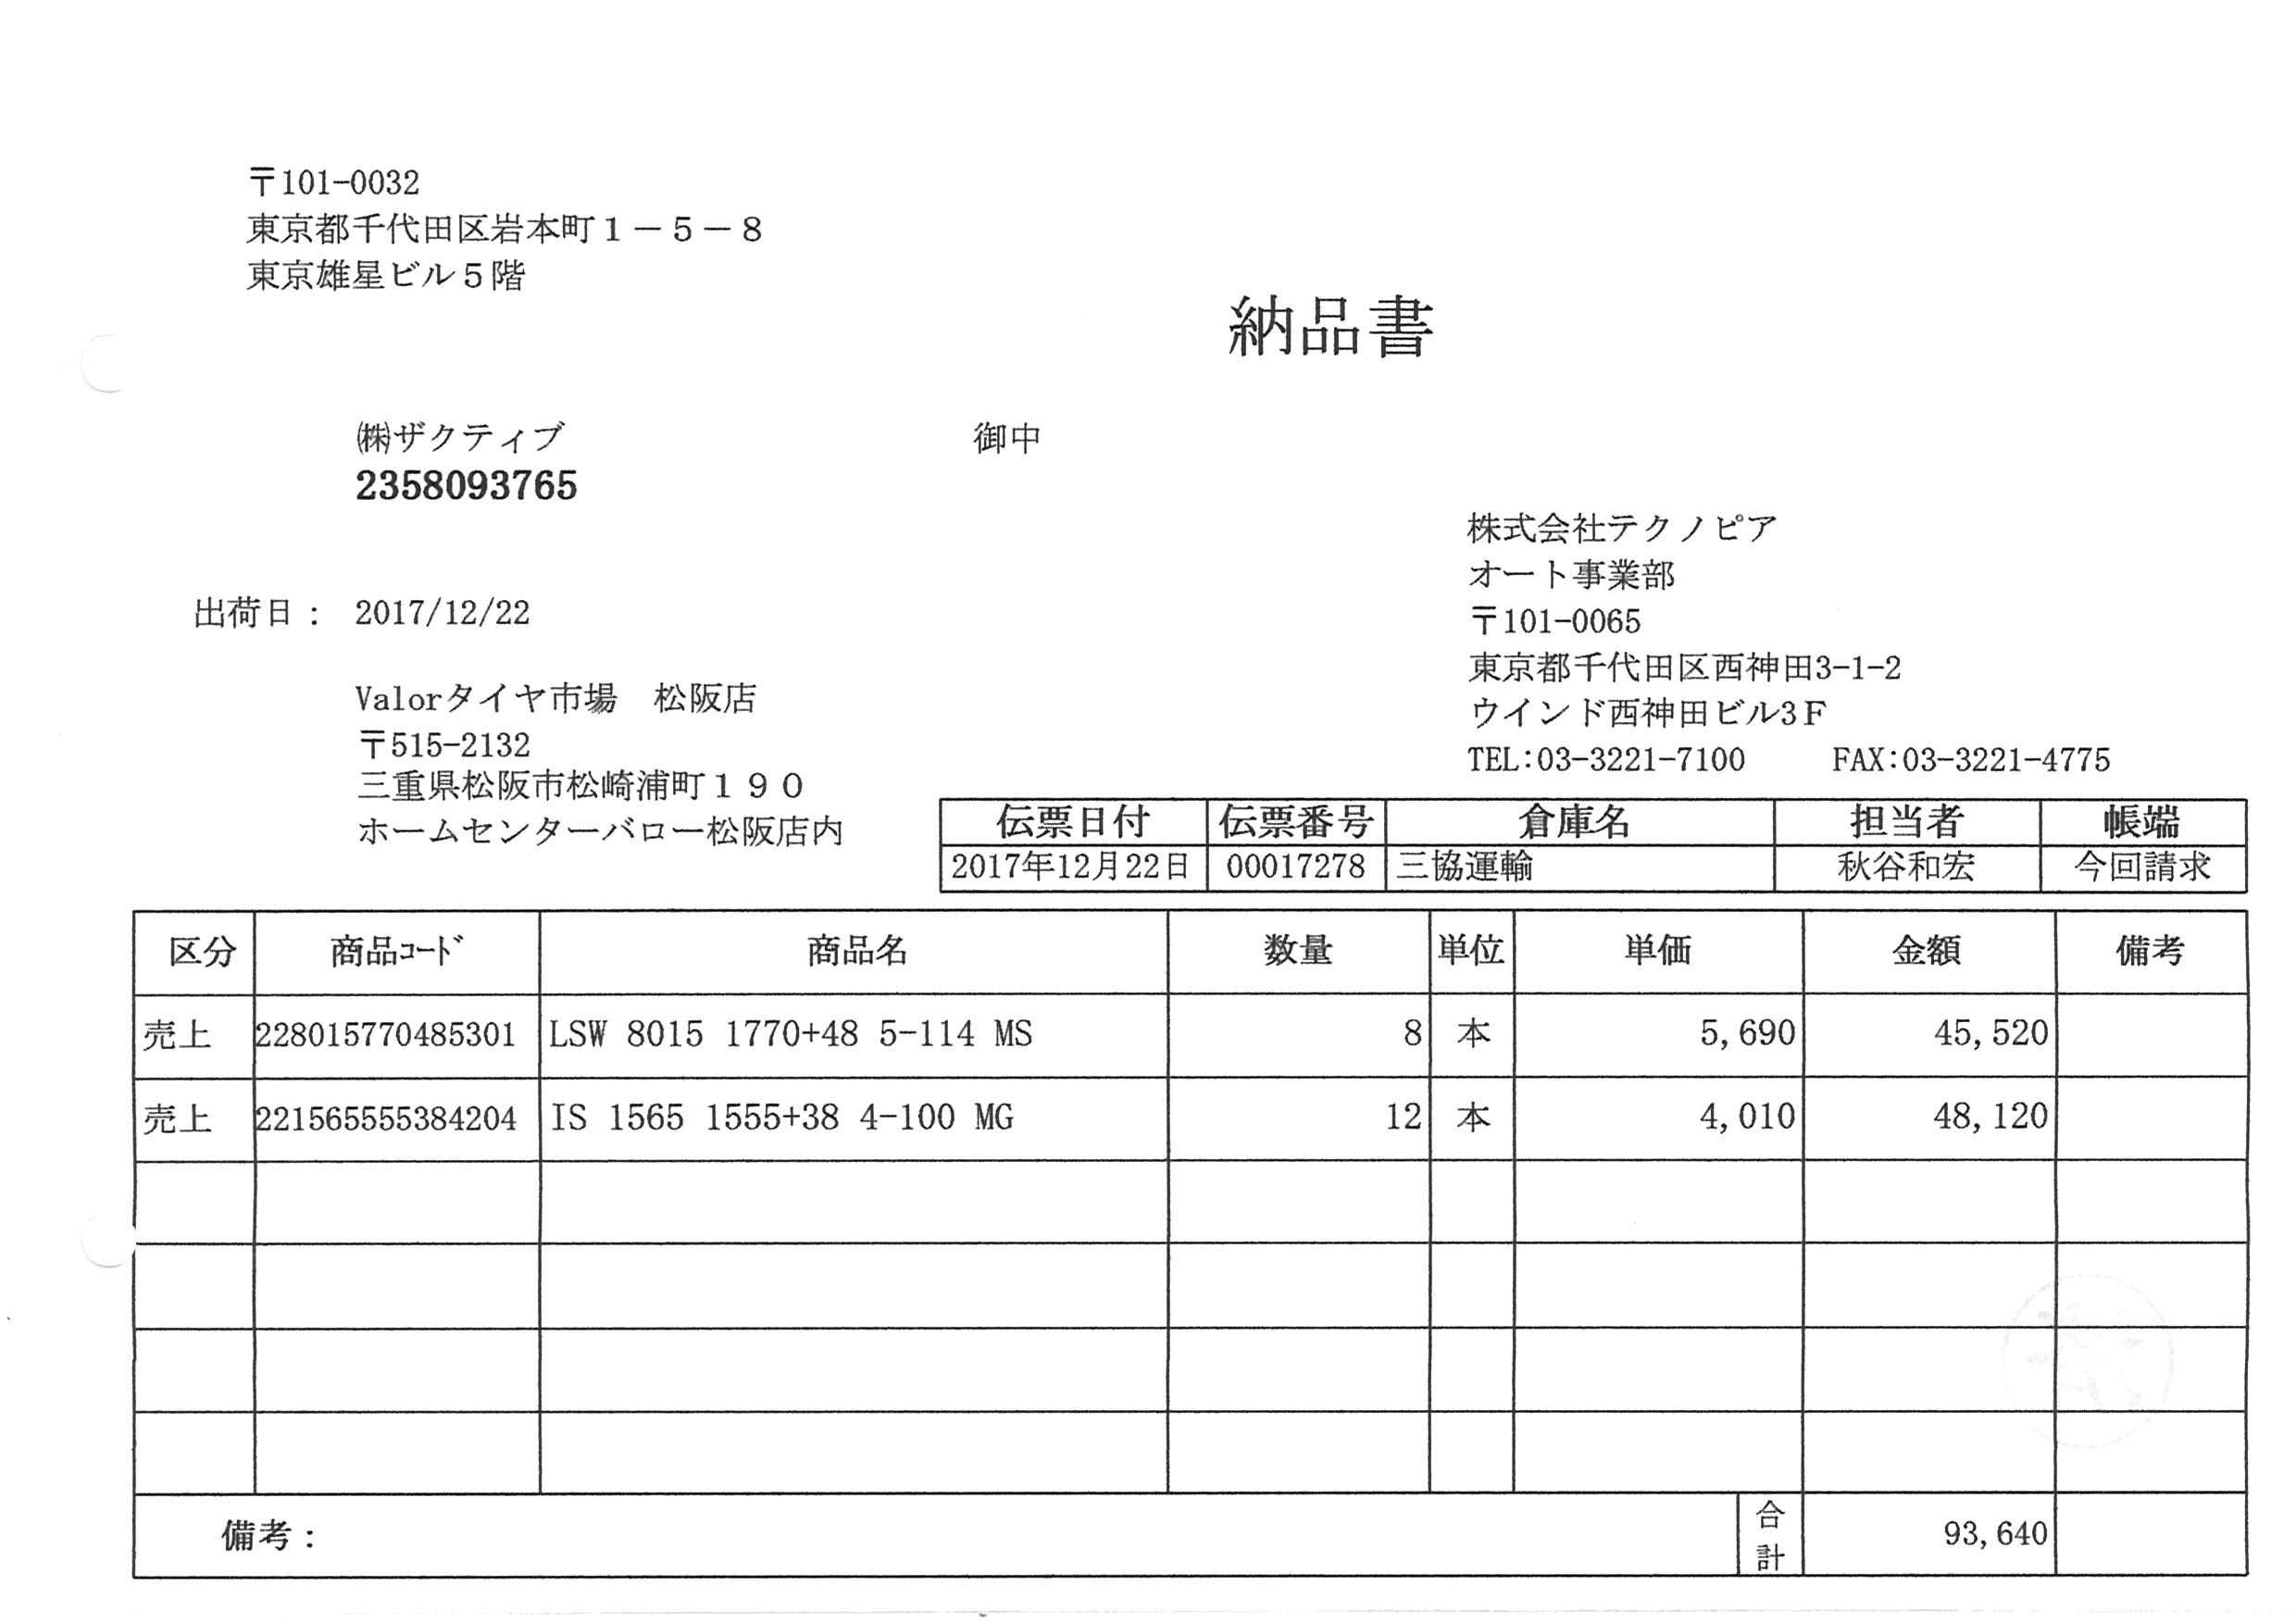 〒101-0032
東京都千代田区岩本町１－５－８
東京雄星ビル５階
納品書
㈱ザクティブ 御中
2358093765
株式会社テクノピア
オート事業部
〒101-0065
東京都千代田区西神田3-1-2
ウインド西神田ビル3Ｆ
TEL:03-3221-7100 FAX:03-3221-4775
出荷日： 2017/12/22
Valorタイヤ市場　松阪店
〒515-2132
三重県松阪市松崎浦町１９０
ホームセンターバロー松阪店内
伝票日付 伝票番号 倉庫名 担当者 帳端
2017年12月22日 00017278 三協運輸 秋谷和宏 今回請求
区分 商品ｺｰﾄﾞ 商品名 数量 単位 単価 金額 備考
売上 228015770485301 LSW 8015 1770+48 5-114 MS 8 本 5,690 45,520
売上 221565555384204 IS 1565 1555+38 4-100 MG 12 本 4,010 48,120
備考： 合計 93,640